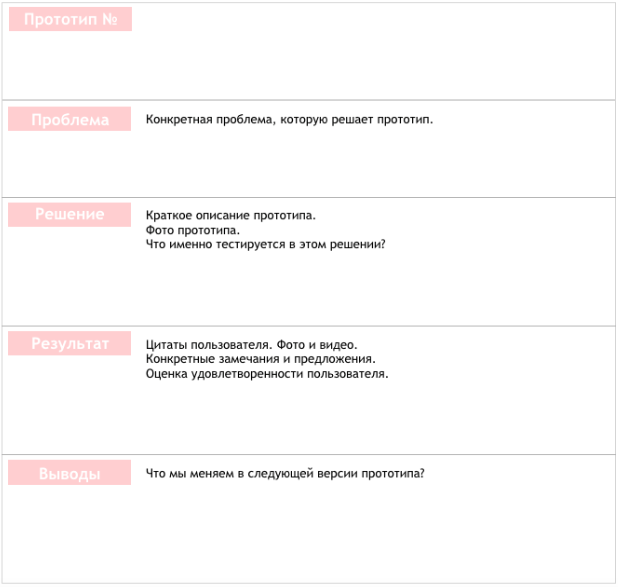 Прототип №
Проблема
Конкретная проблема, которую решает прототип.
Решение
Краткое описание прототипа.
Фото прототипа.
Что именно тестируется в этом решении?
Результат
Цитаты пользователя. Фото и видео.
Конкретные замечания и предложения.
Оценка удовлетворенности пользователя.
Выводы
Что мы меняем в следующей версии прототипа?